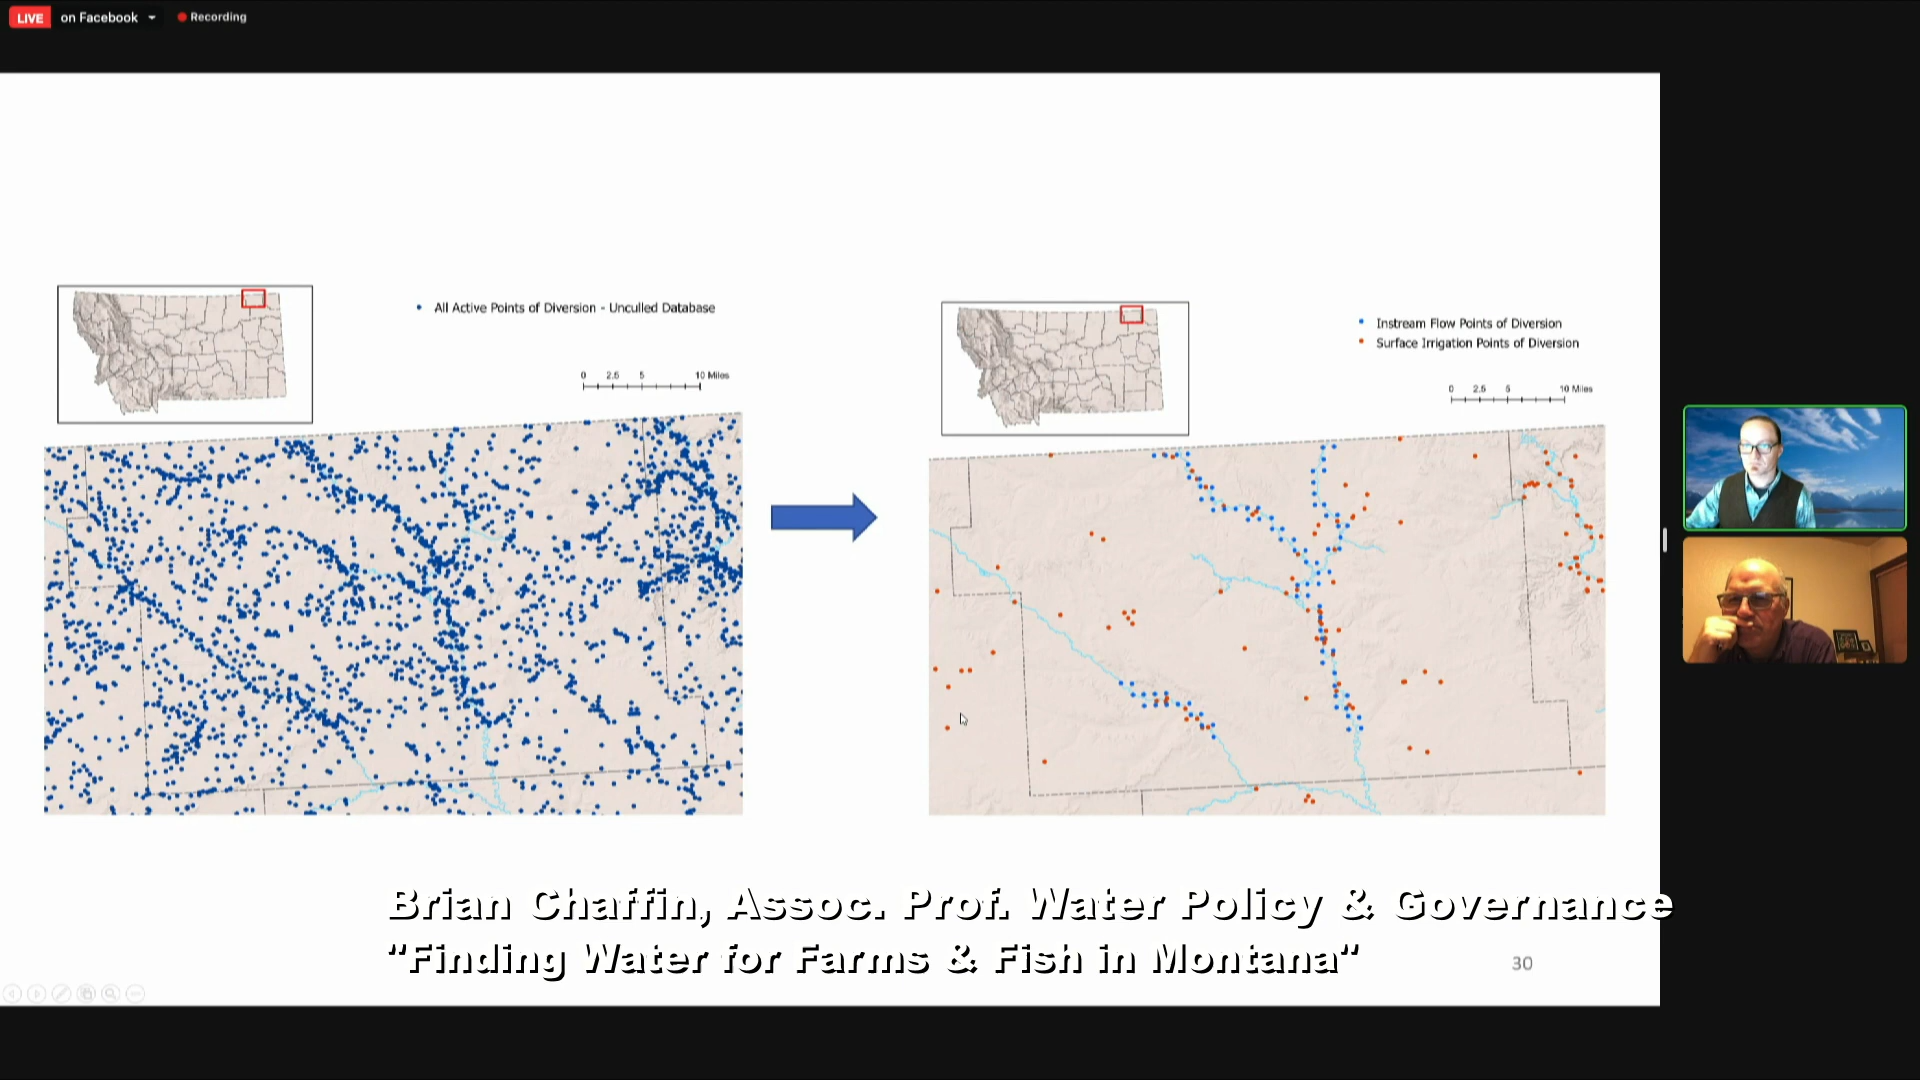 LIVE on Facebook Recording
All Active Points of Diversion - Unculled Database
0 2.5 5 10 Miles
Instream Flow Points of Diversion
Surface Irrigation Points of Diversion
0 2.5 5 10 Miles
Brian Chaffin, Assoc. Prof. Water Policy & Governance
"Finding Water for Farms & Fish in Montana"
30